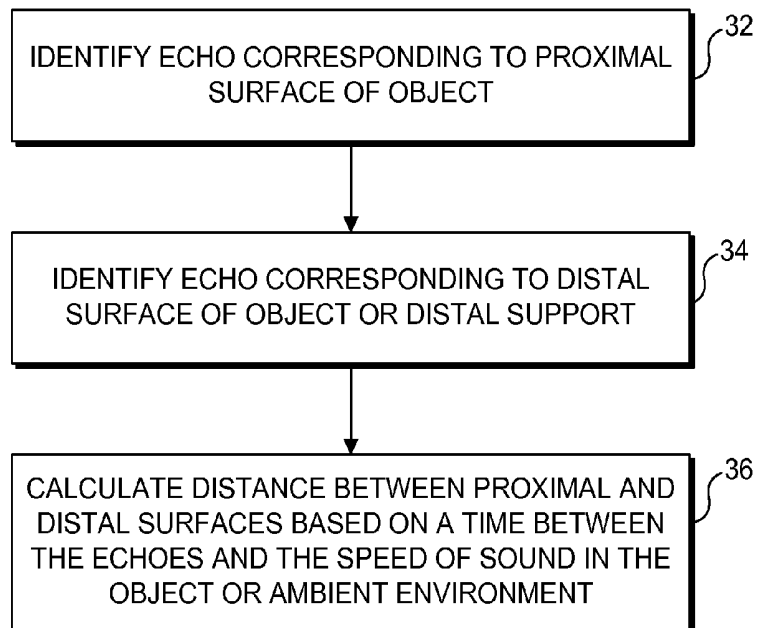 32
IDENTIFY ECHO CORRESPONDING TO PROXIMAL
SURFACE OF OBJECT
34
IDENTIFY ECHO CORRESPONDING TO DISTAL
SURFACE OF OBJECT OR DISTAL SUPPORT
36
CALCULATE DISTANCE BETWEEN PROXIMAL AND
DISTAL SURFACES BASED ON A TIME BETWEEN
THE ECHOES AND THE SPEED OF SOUND IN THE
OBJECT OR AMBIENT ENVIRONMENT